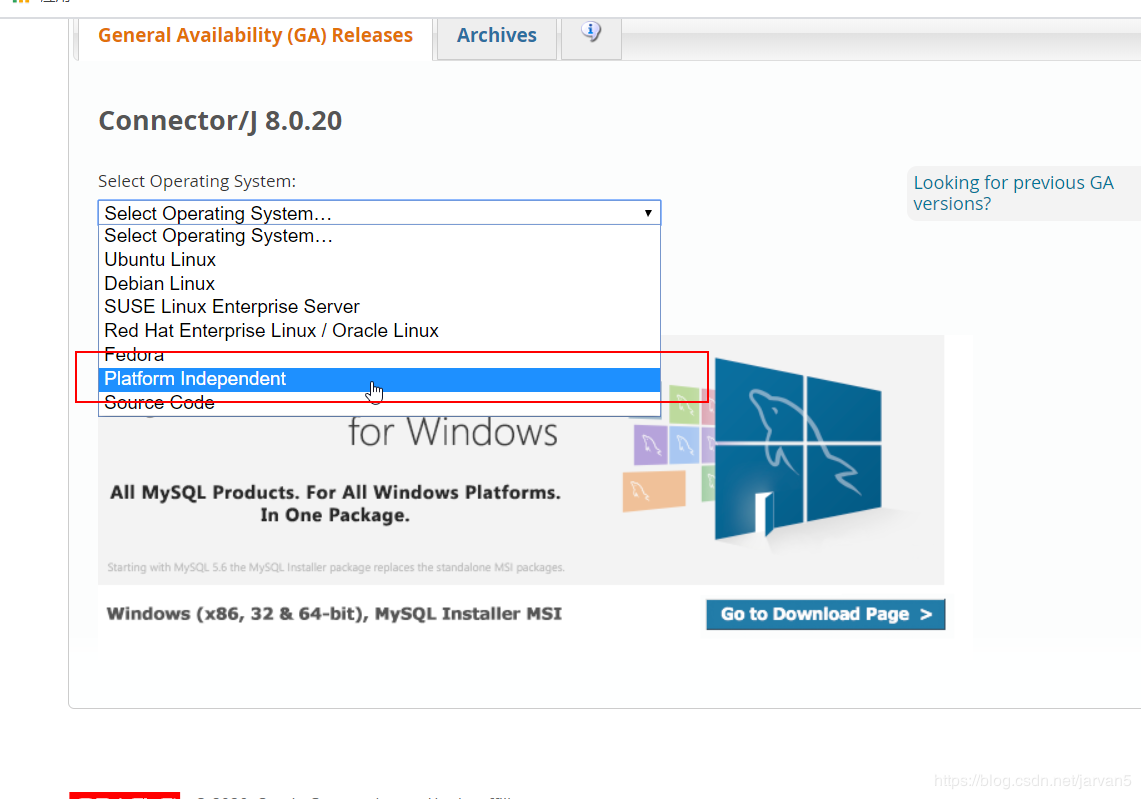 General Availability (GA) Releases
Archives
Connector/J 8.0.20
Select Operating System:
Looking for previous GA
versions?
Select Operating System…
Select Operating System…
Ubuntu Linux
Debian Linux
SUSE Linux Enterprise Server
Red Hat Enterprise Linux / Oracle Linux
Fedora
Platform Independent
Source Code
for Windows
All MySQL Products. For All Windows Platforms.
In One Package.
Starting with MySQL 5.6 the MySQL Installer package replaces the standalone MSI packages.
Windows (x86, 32 & 64-bit), MySQL Installer MSI
Go to Download Page >
https://blog.csdn.net/jarvan5